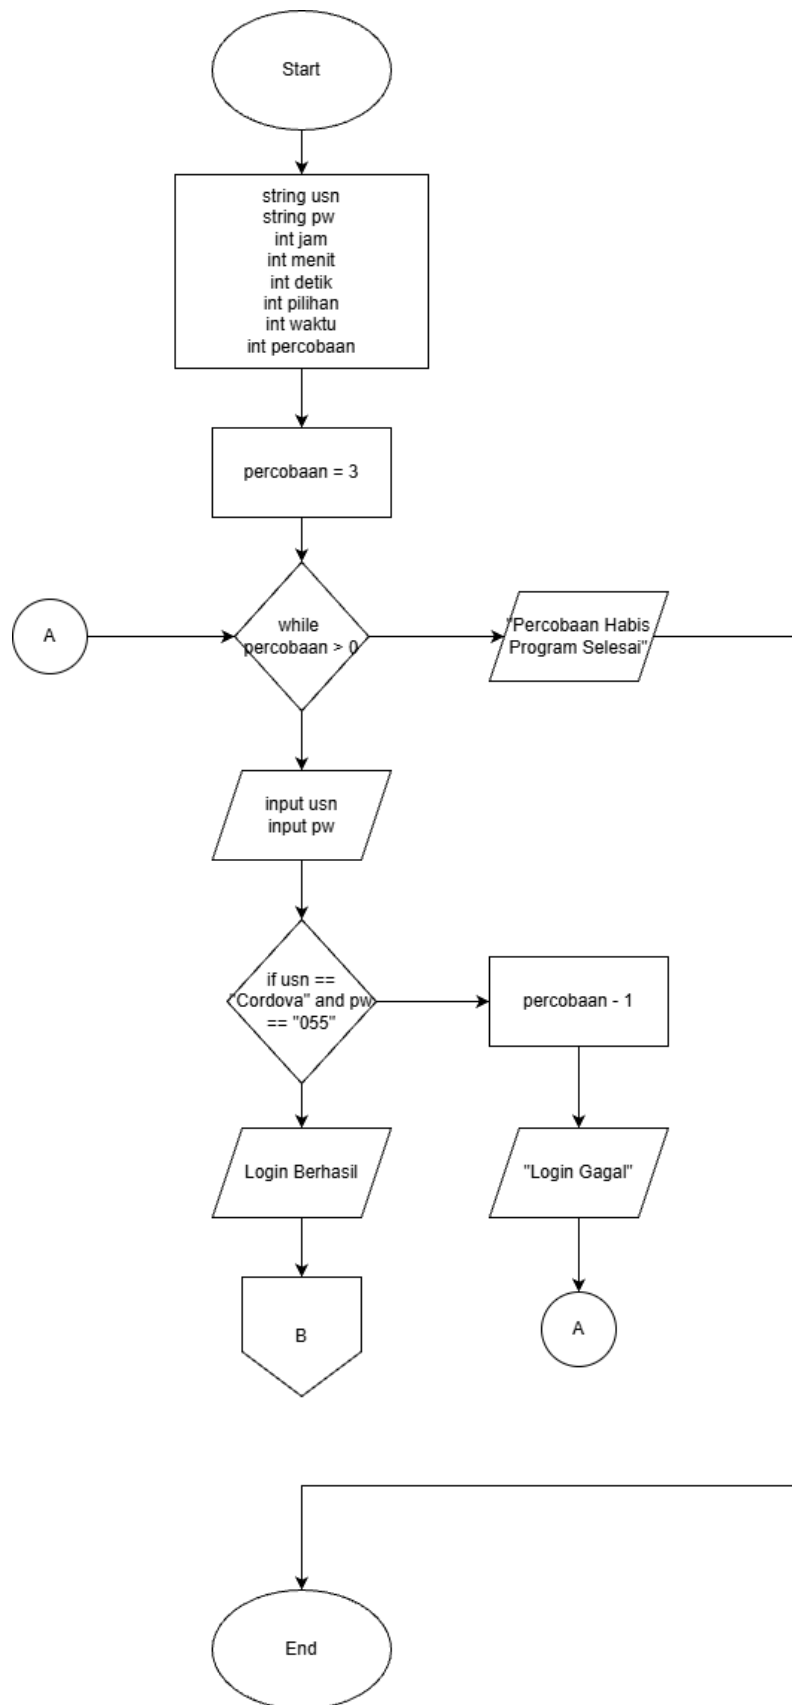 Start
string usn
string pw
int jam
int menit
int detik
int pilihan
int waktu
int percobaan
percobaan = 3
A
while
percobaan > 0
"Percobaan Habis
Program Selesai"
input usn
input pw
if usn ==
"Cordova" and pw
== "055"
percobaan - 1
Login Berhasil
"Login Gagal"
B
A
End